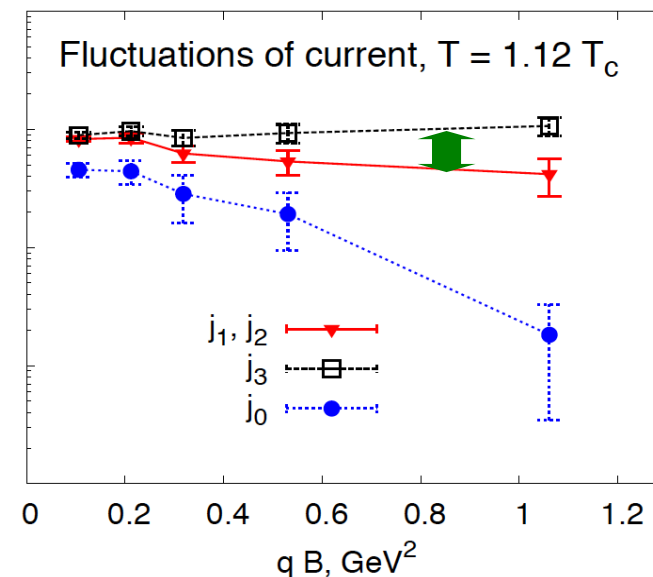 Fluctuations of current, T = 1.12 T_c
j_1, j_2
j_3
j_0
0 0.2 0.4 0.6 0.8 1 1.2
q B, GeV^2